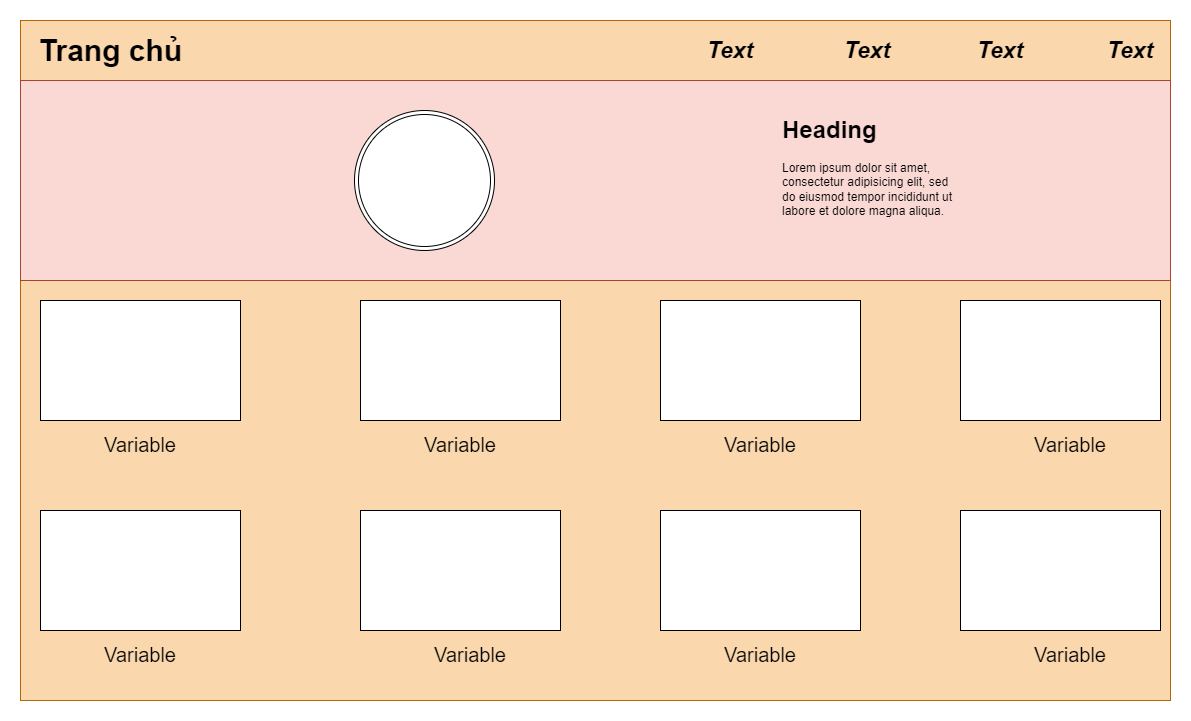 Trang chủ Text Text Text Text
Heading
Lorem ipsum dolor sit amet,
consectetur adipisicing elit, sed
do eiusmod tempor incididunt ut
labore et dolore magna aliqua.
Variable Variable Variable Variable
Variable Variable Variable Variable